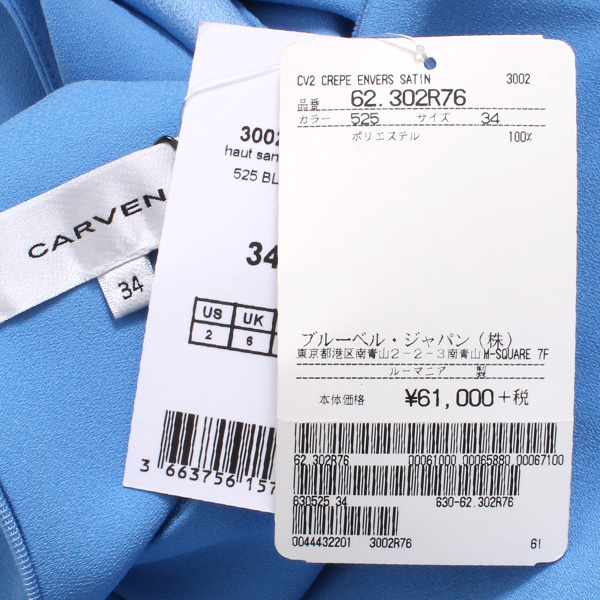 CARVEN
34
3002
haut san
525 BL
34
US UK
2 6
3 663756 157
CV2 CREPE ENVERS SATIN 3002
品番 62.302R76
カラー 525 サイズ 34
ポリエステル 100%
ブルーベル・ジャパン(株)
東京都港区南青山2-2-3南青山M-SQUARE 7F
ルーマニア 製
本体価格 ¥61,000+税
62.302R76 00061000 00065880 00067100
630525 34 630-62.302R76
0044432201 3002R76 61